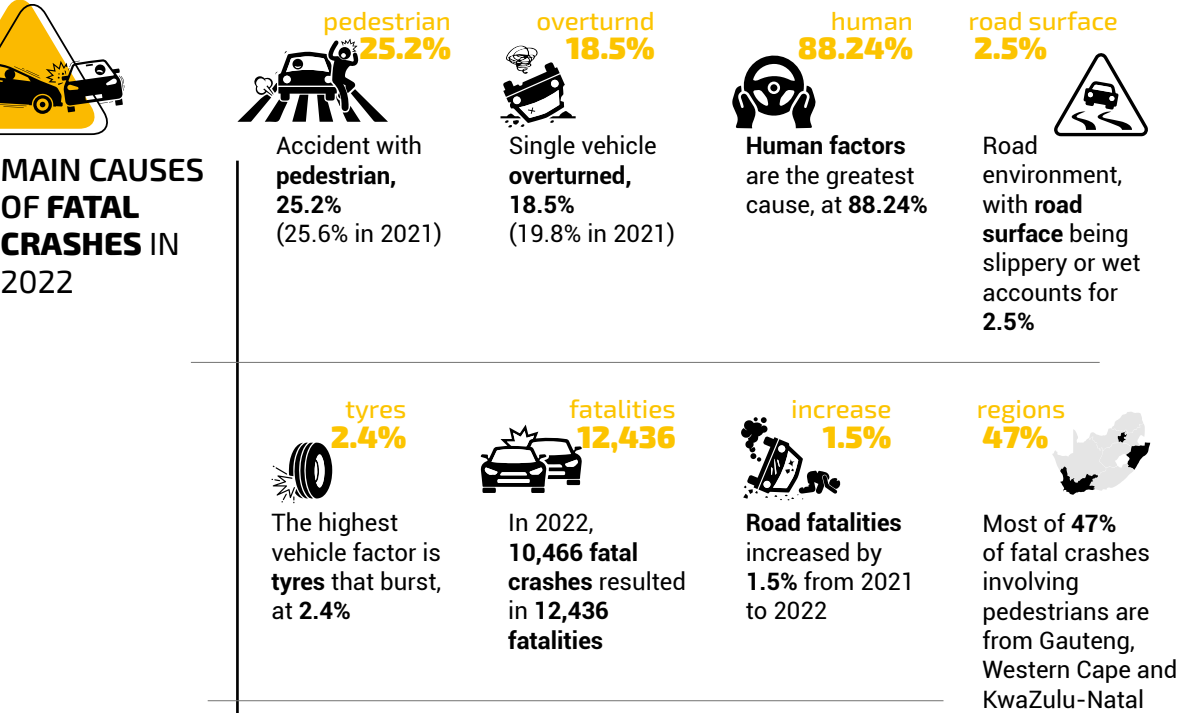 MAIN CAUSES
OF FATAL
CRASHES IN
2022
pedestrian
25.2%
Accident with
pedestrian,
25.2%
(25.6% in 2021)
overturnd
18.5%
Single vehicle
overturned,
18.5%
(19.8% in 2021)
human
88.24%
Human factors
are the greatest
cause, at 88.24%
road surface
2.5%
Road
environment,
with road
surface being
slippery or wet
accounts for
2.5%
tyres
2.4%
The highest
vehicle factor is
tyres that burst,
at 2.4%
fatalities
12,436
In 2022,
10,466 fatal
crashes resulted
in 12,436
fatalities
increase
1.5%
Road fatalities
increased by
1.5% from 2021
to 2022
regions
47%
Most of 47%
of fatal crashes
involving
pedestrians are
from Gauteng,
Western Cape and
KwaZulu-Natal